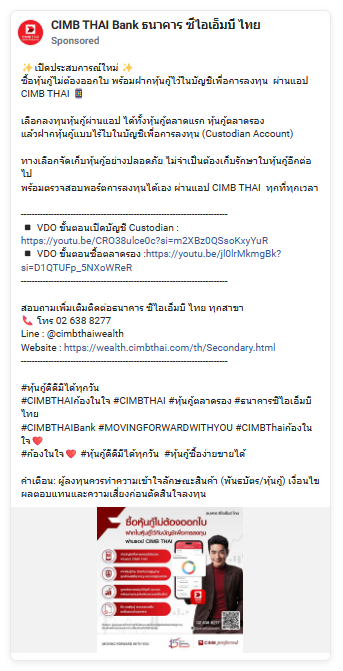 CIMB THAI Bank ธนาคาร ซีไอเอ็มบี ไทย
Sponsored
✨ เปิดประสบการณ์ใหม่ ✨
ซื้อหุ้นกู้ไม่ต้องออกใบ พร้อมฝากหุ้นกู้ไว้ในบัญชีเพื่อการลงทุน ผ่านแอป
CIMB THAI
เลือกลงทุนหุ้นกู้ผ่านแอป ได้ทั้งหุ้นกู้ตลาดแรก หุ้นกู้ตลาดรอง
แล้วฝากหุ้นกู้แบบไร้ใบในบัญชีเพื่อการลงทุน (Custodian Account)
ทางเลือกจัดเก็บหุ้นกู้อย่างปลอดภัย ไม่จำเป็นต้องเก็บรักษาใบหุ้นกู้อีกต่อ
ไป
พร้อมตรวจสอบพอร์ตการลงทุนได้เอง ผ่านแอป CIMB THAI ทุกที่ทุกเวลา
------------------------------------------------------------
◾ VDO ขั้นตอนเปิดบัญชี Custodian :
https://youtu.be/CRO38ulce0c?si=m2XBz0QSsoKxyYuR
◾ VDO ขั้นตอนซื้อตลาดรอง :https://youtu.be/jl0lrMkmgBk?
si=D1QTUFp_5NXoWReR
------------------------------------------------------------
สอบถามเพิ่มเติมติดต่อธนาคาร ซีไอเอ็มบี ไทย ทุกสาขา
📞 โทร 02 638 8277
Line : @cimbthaiwealth
Website : https://wealth.cimbthai.com/th/Secondary.html
------------------------------------------------------------
#หุ้นกู้ดีดีมีได้ทุกวัน
#CIMBTHAIก้องในใจ #CIMBTHAI #หุ้นกู้ตลาดรอง #ธนาคารซีไอเอ็มบี
ไทย
#CIMBTHAIBank #MOVINGFORWARDWITHYOU #CIMBThaiก้องใน
ใจ❤️
#ก้องในใจ❤️ #หุ้นกู้ดีดีมีได้ทุกวัน #หุ้นกู้ซื้อง่ายขายได้
คำเตือน: ผู้ลงทุนควรทำความเข้าใจลักษณะสินค้า (พันธบัตร/หุ้นกู้) เงื่อนไข
ผลตอบแทนและความเสี่ยงก่อนตัดสินใจลงทุน
ซื้อหุ้นกู้ไม่ต้องออกใบ
ฝากใบหุ้นกู้ไว้กับบัญชีเพื่อการลงทุน
ผ่านแอป CIMB THAI
02 638 8277
MOVING FORWARD WITH YOU
CIMB preferred